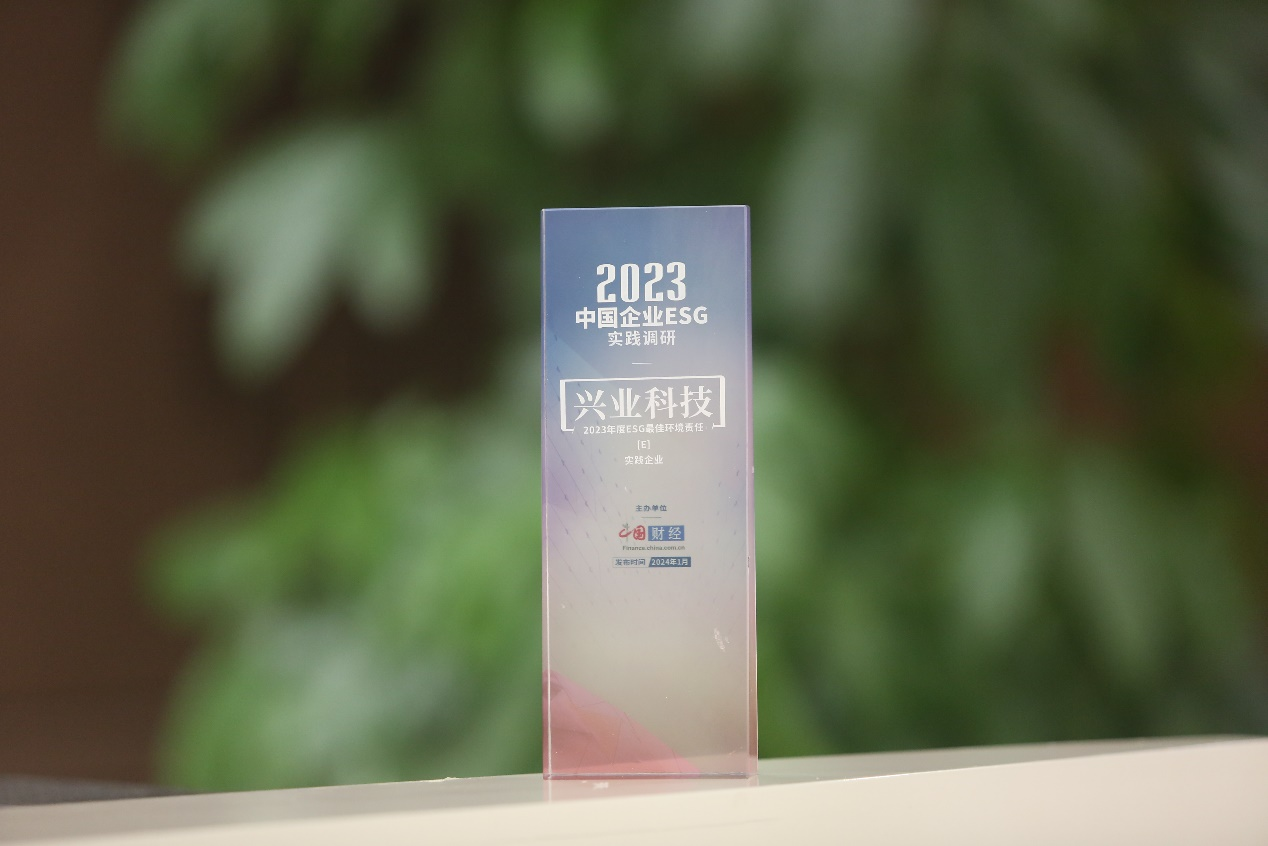 2023
中国企业ESG
实践调研
兴业科技
2023年度ESG最佳环境责任
[E]
实践企业
主办单位
中国财经
Finance.china.com.cn
发布时间 2024年1月